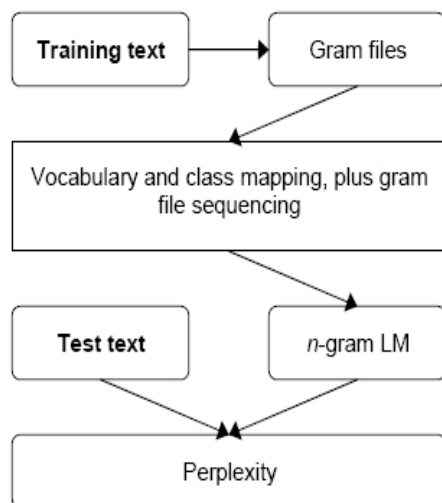 Training text
Gram files
Vocabulary and class mapping, plus gram
file sequencing
Test text
n-gram LM
Perplexity